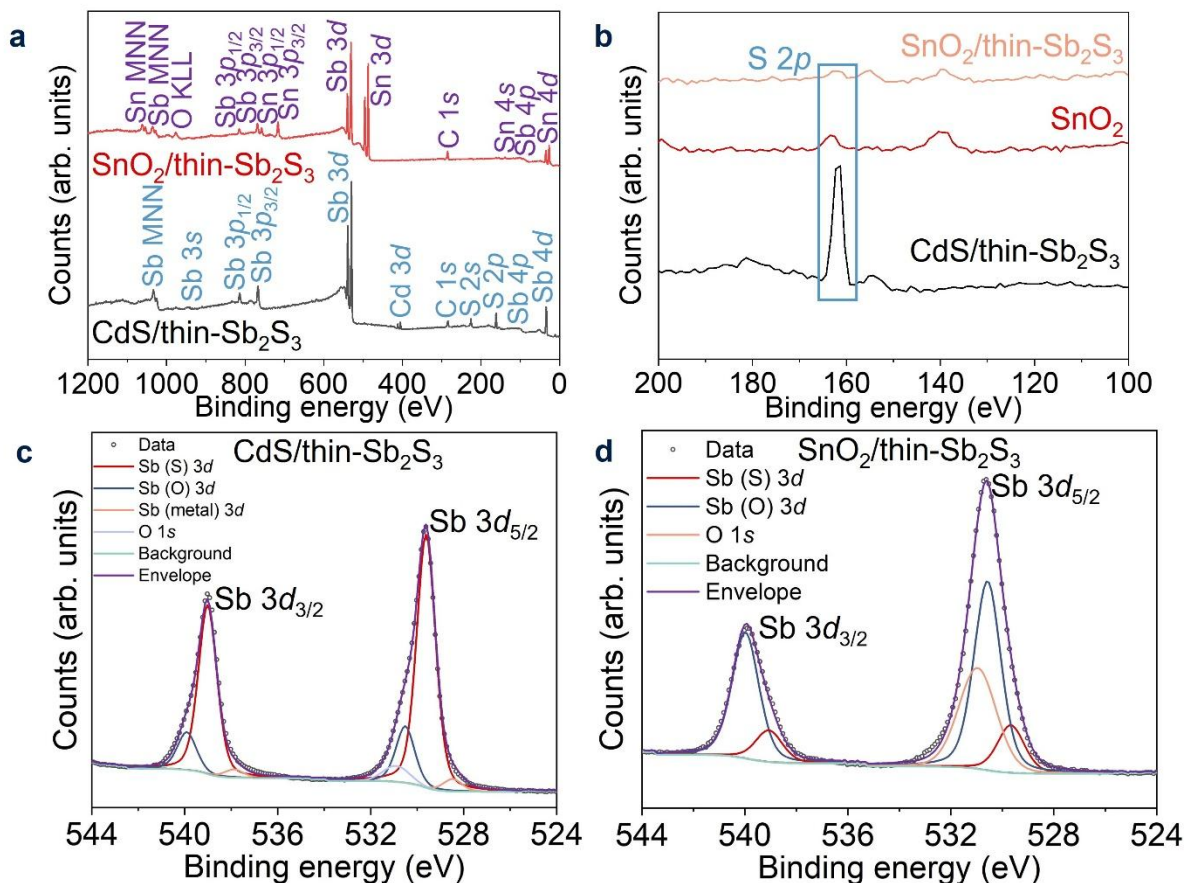 a
Sn MNN
Sb MNN
O KLL
Sb 3p1/2
Sb 3p3/2
Sn 3p1/2
Sn 3p3/2
Sb 3d
Sn 3d
C 1s
Sn 4s
Sb 4p
Sn 4d
SnO2/thin-Sb2S3
Sb MNN
Sb 3s
Sb 3p1/2
Sb 3p3/2
Sb 3d
Cd 3d
C 1s
S 2s
S 2p
Sb 4p
Sb 4d
CdS/thin-Sb2S3
Counts (arb. units)
1200 1000 800 600 400 200 0
Binding energy (eV)
b
S 2p
SnO2/thin-Sb2S3
SnO2
CdS/thin-Sb2S3
Counts (arb. units)
200 180 160 140 120 100
Binding energy (eV)
c
CdS/thin-Sb2S3
Data
Sb (S) 3d
Sb (O) 3d
Sb (metal) 3d
O 1s
Background
Envelope
Sb 3d5/2
Sb 3d3/2
Counts (arb. units)
544 540 536 532 528 524
Binding energy (eV)
d
SnO2/thin-Sb2S3
Data
Sb (S) 3d
Sb (O) 3d
O 1s
Background
Envelope
Sb 3d5/2
Sb 3d3/2
Counts (arb. units)
544 540 536 532 528 524
Binding energy (eV)